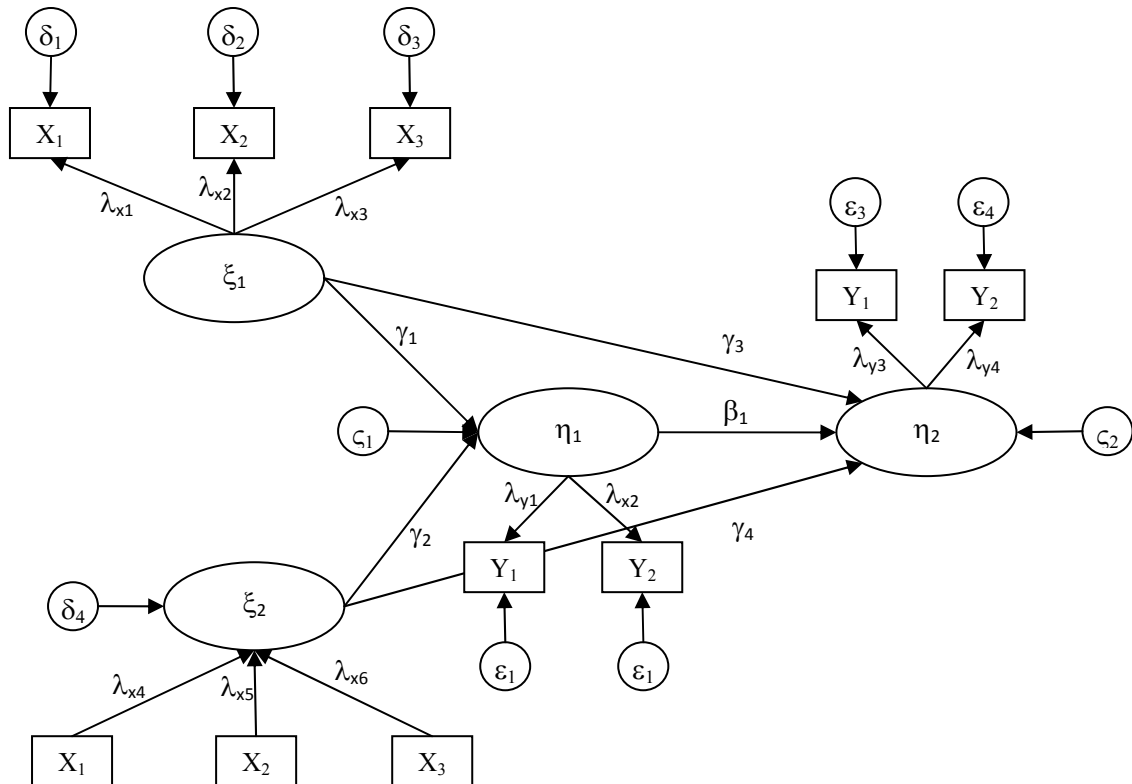 δ₁ δ₂ δ₃
X₁ X₂ X₃
λₓ₁ λₓ₂ λₓ₃
ε₃ ε₄
ξ₁
Y₁ Y₂
γ₁ γ₃
λy₃ λy₄
ς₁ η₁ β₁ η₂ ς₂
λy₁ λₓ₂
γ₂ γ₄
Y₁ Y₂
δ₄ ξ₂
ε₁ ε₁
λₓ₄ λₓ₅ λₓ₆
X₁ X₂ X₃